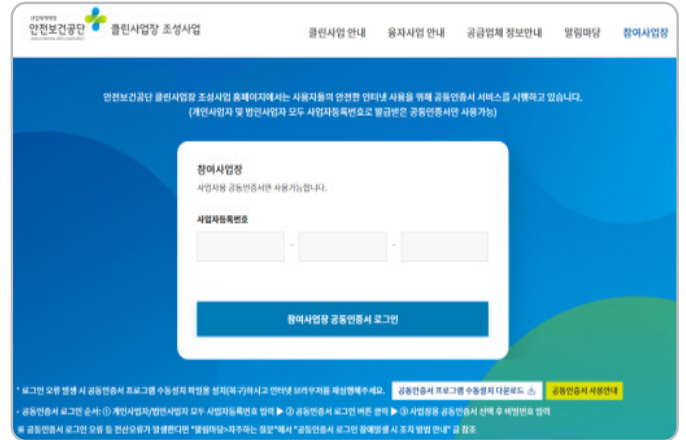 산업재해예방
안전보건공단 클린사업장 조성사업
클린사업 안내 융자사업 안내 공급업체 정보안내 알림마당 참여사업장
안전보건공단 클린사업장 조성사업 홈페이지에서는 사용자들의 안전한 인터넷 사용을 위해 공동인증서 서비스를 시행하고 있습니다.
(개인사업자 및 법인사업자 모두 사업자등록번호로 발급받은 공동인증서만 사용가능)
참여사업장
사업자용 공동인증서만 사용가능합니다.
사업자등록번호
- -
참여사업장 공동인증서 로그인
* 로그인 오류 발생 시 공동인증서 프로그램 수동설치 파일을 설치(복구)하시고 인터넷 브라우저를 재실행해주세요. 공동인증서 프로그램 수동설치 다운로드 공동인증서 사용안내
- 공동인증서 로그인 순서: ① 개인사업자/법인사업자 모두 사업자등록번호 입력 ▶ ② 공동인증서 로그인 버튼 클릭 ▶ ③ 사업장용 공동인증서 선택 후 비밀번호 입력
※ 공동인증서 로그인 오류 등 전산오류가 발생한다면 "알림마당>자주하는 질문"에서 "공동인증서 로그인 장애발생 시 조치 방법 안내" 글 참조